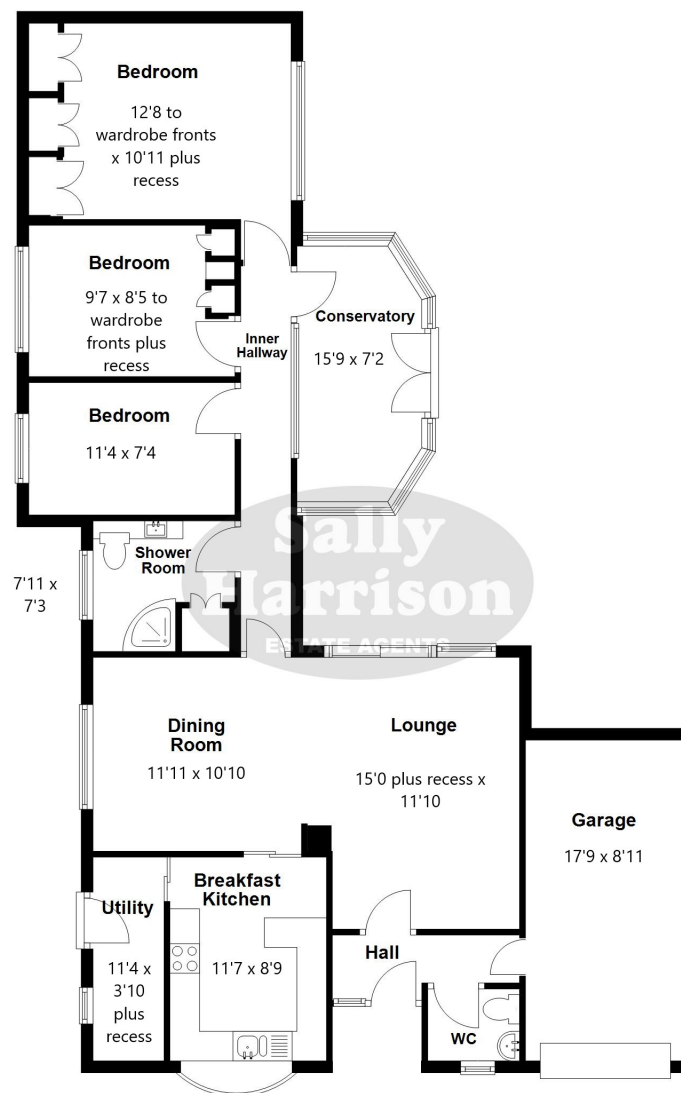 Bedroom
12'8 to
wardrobe fronts
x 10'11 plus
recess
Bedroom
9'7 x 8'5 to
wardrobe
fronts plus
recess
Inner
Hallway
Conservatory
15'9 x 7'2
Bedroom
11'4 x 7'4
Shower
Room
7'11 x
7'3
Sally
Harrison
ESTATE AGENTS
Dining
Room
11'11 x 10'10
Lounge
15'0 plus recess x
11'10
Garage
17'9 x 8'11
Breakfast
Kitchen
11'7 x 8'9
Utility
11'4 x
3'10
plus
recess
Hall
WC